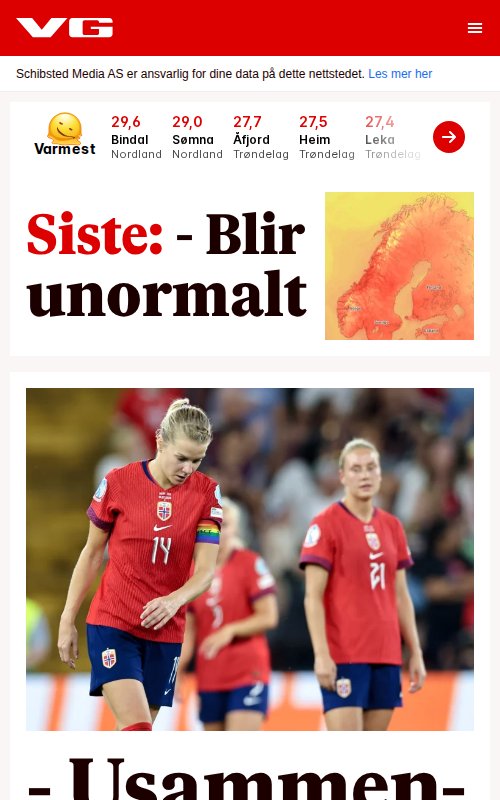 VG
Schibsted Media AS er ansvarlig for dine data på dette nettstedet. Les mer her
Varmest
29,6 29,0 27,7 27,5 27,4
Bindal Sømna Åfjord Heim Leka
Nordland Nordland Trøndelag Trøndelag Trøndelag
Siste: - Blir
unormalt
14
21
- Usammen-